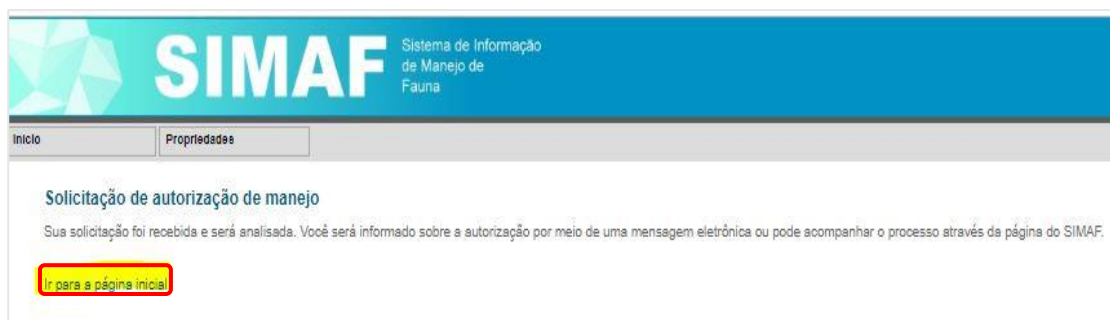 SIMAF
Sistema de Informação
de Manejo de
Fauna
Início
Propriedades
Solicitação de autorização de manejo
Sua solicitação foi recebida e será analisada. Você será informado sobre a autorização por meio de uma mensagem eletrônica ou pode acompanhar o processo através da página do SIMAF.
Ir para a página inicial